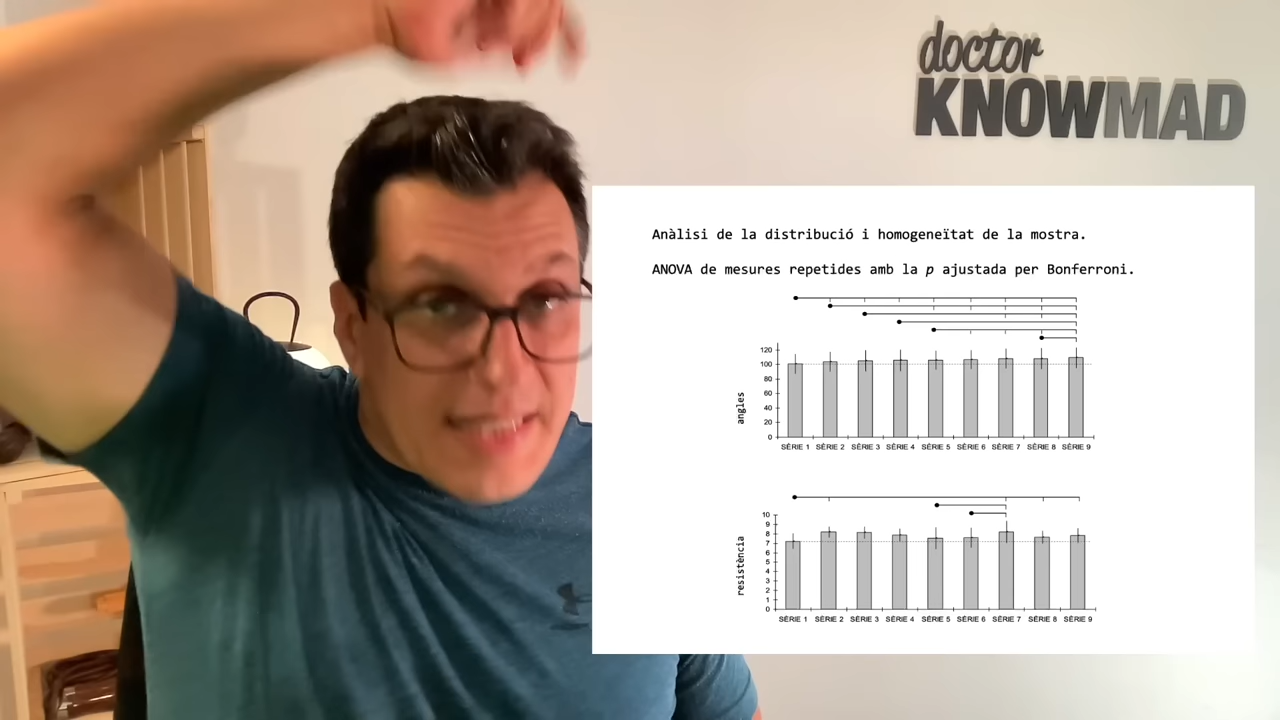 doctor
KNOWMAD
Anàlisi de la distribució i homogeneïtat de la mostra.
ANOVA de mesures repetides amb la p ajustada per Bonferroni.
120
100
80
60
40
20
0
angles
SÈRIE 1 SÈRIE 2 SÈRIE 3 SÈRIE 4 SÈRIE 5 SÈRIE 6 SÈRIE 7 SÈRIE 8 SÈRIE 9
10
9
8
7
6
5
4
3
2
1
0
resistència
SÈRIE 1 SÈRIE 2 SÈRIE 3 SÈRIE 4 SÈRIE 5 SÈRIE 6 SÈRIE 7 SÈRIE 8 SÈRIE 9